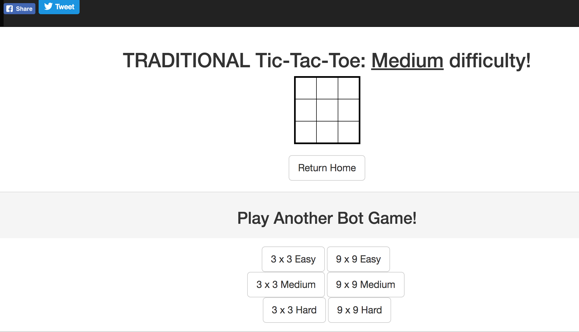 Share Tweet
TRADITIONAL Tic-Tac-Toe: Medium difficulty!
Return Home
Play Another Bot Game!
3 x 3 Easy 9 x 9 Easy
3 x 3 Medium 9 x 9 Medium
3 x 3 Hard 9 x 9 Hard